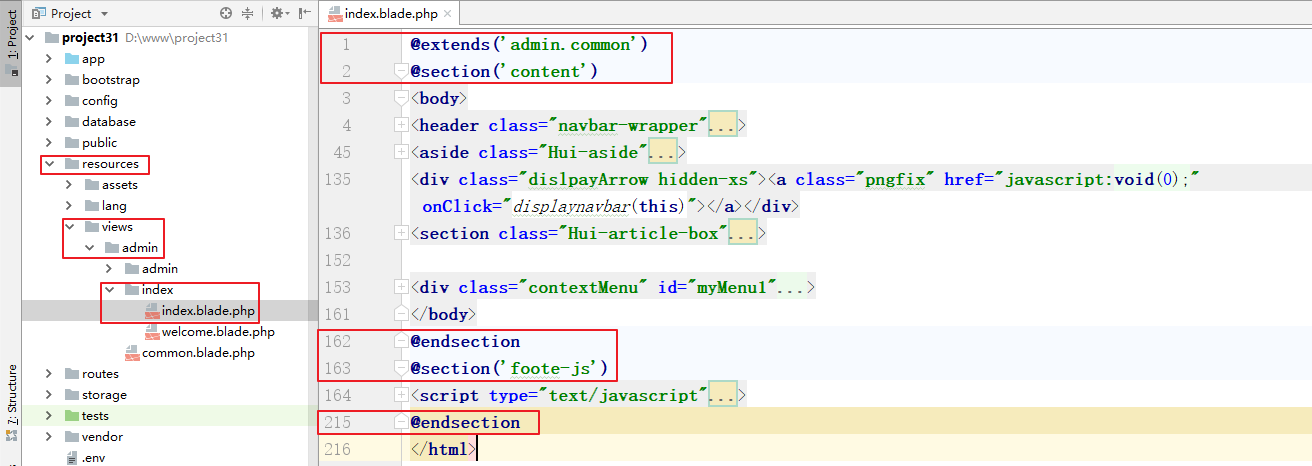 Project
1: Project
7: Structure
project31 D:\www\project31
app
bootstrap
config
database
public
resources
assets
lang
views
admin
admin
index
index.blade.php
welcome.blade.php
common.blade.php
routes
storage
tests
vendor
.env
index.blade.php
1 @extends('admin.common')
2 @section('content')
3 <body>
4 <header class="navbar-wrapper"...>
45 <aside class="Hui-aside"...>
135 <div class="dislpayArrow hidden-xs"><a class="pngfix" href="javascript:void(0);"
onClick="displaynavbar(this)"></a></div>
136 <section class="Hui-article-box"...>
152
153 <div class="contextMenu" id="myMenu1"...>
161 </body>
162 @endsection
163 @section('foote-js')
164 <script type="text/javascript"...>
215 @endsection
216 </html>